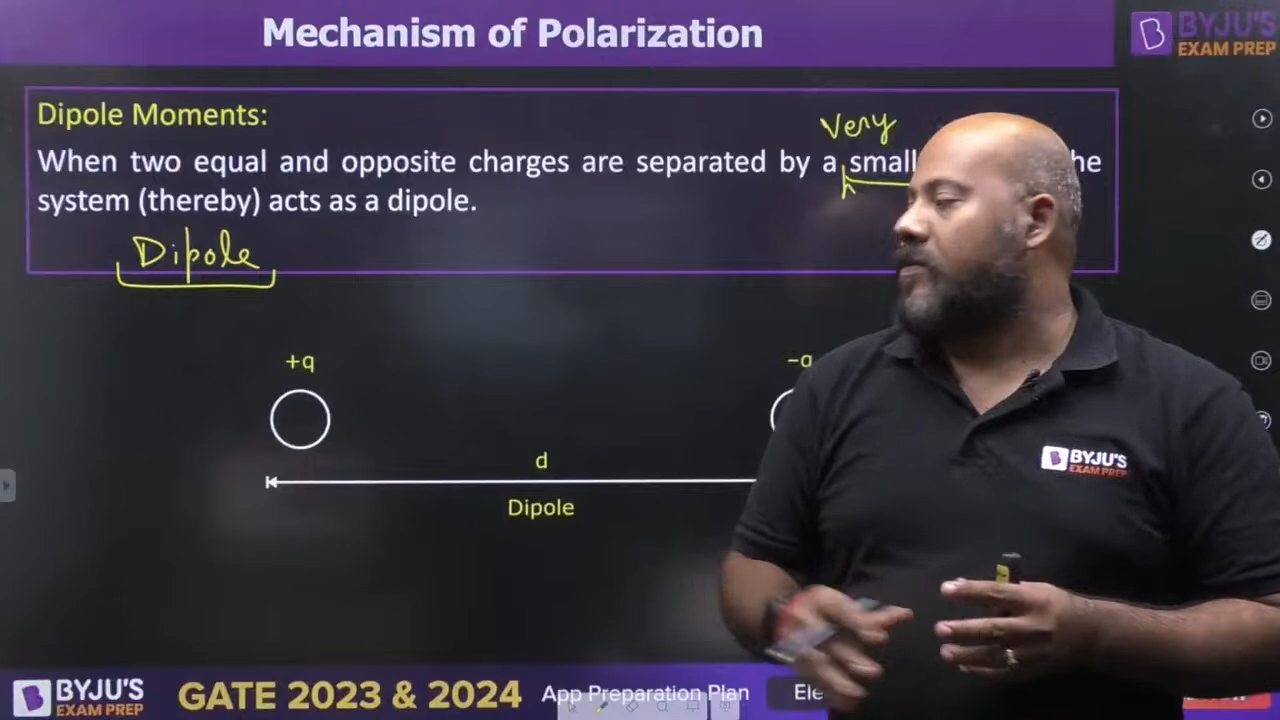 Mechanism of Polarization
BYJU'S
EXAM PREP
Dipole Moments:
Very
When two equal and opposite charges are separated by a small he
system (thereby) acts as a dipole.
Dipole
+q
d
Dipole
BYJU'S
EXAM PREP
BYJU'S
EXAM PREP
GATE 2023 & 2024 App Preparation Plan Ele